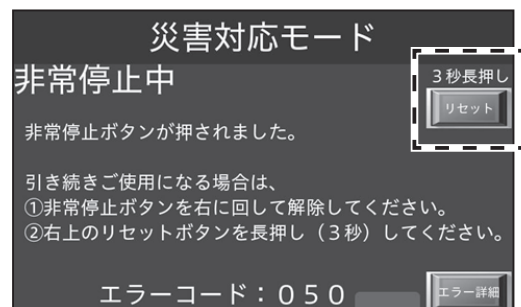 災害対応モード
非常停止中
3秒長押し
リセット
非常停止ボタンが押されました。
引き続きご使用になる場合は、
①非常停止ボタンを右に回して解除してください。
②右上のリセットボタンを長押し（3秒）してください。
エラーコード：050
エラー詳細